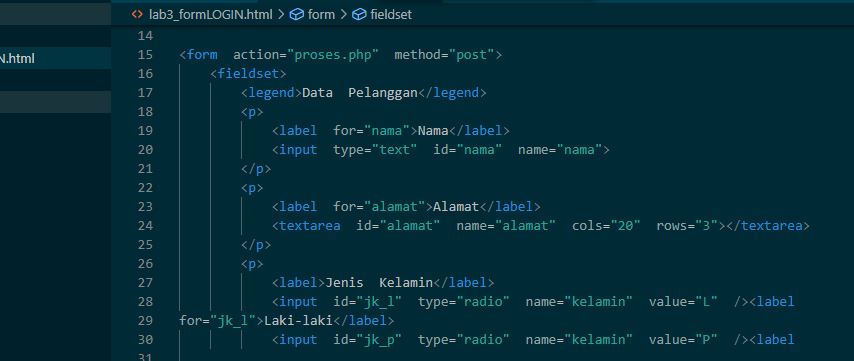 lab3_formLOGIN.html > form > fieldset
14
N.html
15 <form  action="proses.php"  method="post">
16     <fieldset>
17         <legend>Data  Pelanggan</legend>
18         <p>
19             <label  for="nama">Nama</label>
20             <input  type="text"  id="nama"  name="nama">
21         </p>
22         <p>
23             <label  for="alamat">Alamat</label>
24             <textarea  id="alamat"  name="alamat"  cols="20"  rows="3"></textarea>
25         </p>
26         <p>
27             <label>Jenis  Kelamin</label>
28             <input  id="jk_l"  type="radio"  name="kelamin"  value="L"  /><label
29 for="jk_l">Laki-laki</label>
30             <input  id="jk_p"  type="radio"  name="kelamin"  value="P"  /><label
31